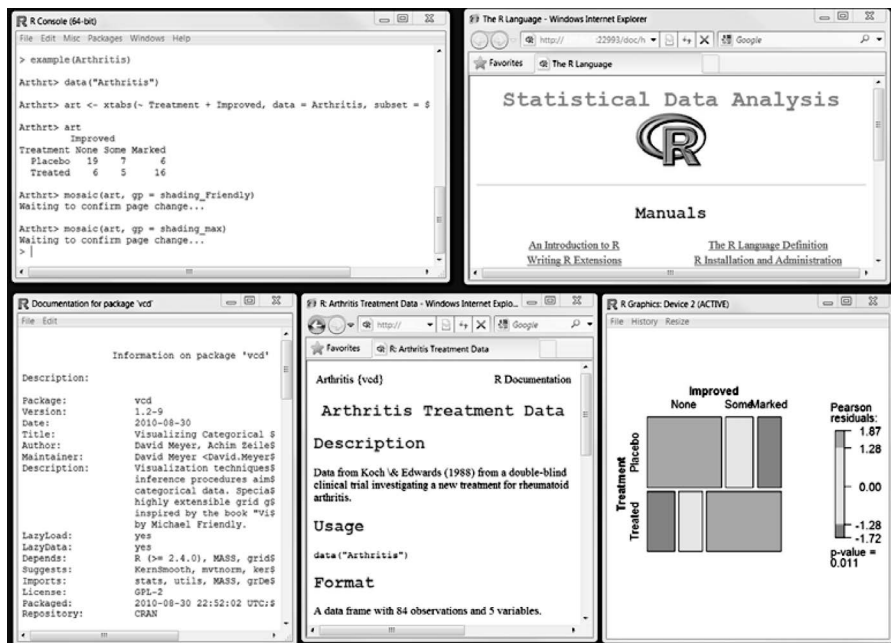 R Console (64-bit)
File Edit Misc Packages Windows Help
> example(Arthritis)
Arthrt> data("Arthritis")
Arthrt> art <- xtabs(~ Treatment + Improved, data = Arthritis, subset = $
Arthrt> art
Improved
Treatment None Some Marked
Placebo 19 7 6
Treated 6 5 16
Arthrt> mosaic(art, gp = shading_Friendly)
Waiting to confirm page change...
Arthrt> mosaic(art, gp = shading_max)
Waiting to confirm page change...
>
The R Language - Windows Internet Explorer
http:// :22993/doc/h Google
Favorites The R Language
Statistical Data Analysis
R
Manuals
An Introduction to R The R Language Definition
Writing R Extensions R Installation and Administration
Documentation for package 'vcd'
File Edit
Information on package 'vcd'
Description:
Package: vcd
Version: 1.2-9
Date: 2010-08-30
Title: Visualizing Categorical $
Author: David Meyer, Achim Zeile$
Maintainer: David Meyer <David.Meyer$
Description: Visualization techniques$
inference procedures aim$
categorical data. Specia$
highly extensible grid g$
inspired by the book "Vi$
by Michael Friendly.
LazyLoad: yes
LazyData: yes
Depends: R (>= 2.4.0), MASS, grid$
Suggests: KernSmooth, mvtnorm, ker$
Imports: stats, utils, MASS, grDe$
License: GPL-2
Packaged: 2010-08-30 22:52:02 UTC;$
Repository: CRAN
R: Arthritis Treatment Data - Windows Internet Explo...
http:// Google
Favorites R: Arthritis Treatment Data
Arthritis {vcd} R Documentation
Arthritis Treatment Data
Description
Data from Koch \& Edwards (1988) from a double-blind
clinical trial investigating a new treatment for rheumatoid
arthritis.
Usage
data("Arthritis")
Format
A data frame with 84 observations and 5 variables.
R Graphics: Device 2 (ACTIVE)
File History Resize
Improved
None Some Marked
Treatment
Placebo
Treated
Pearson
residuals:
1.87
1.28
0.00
-1.28
-1.72
p-value =
0.011